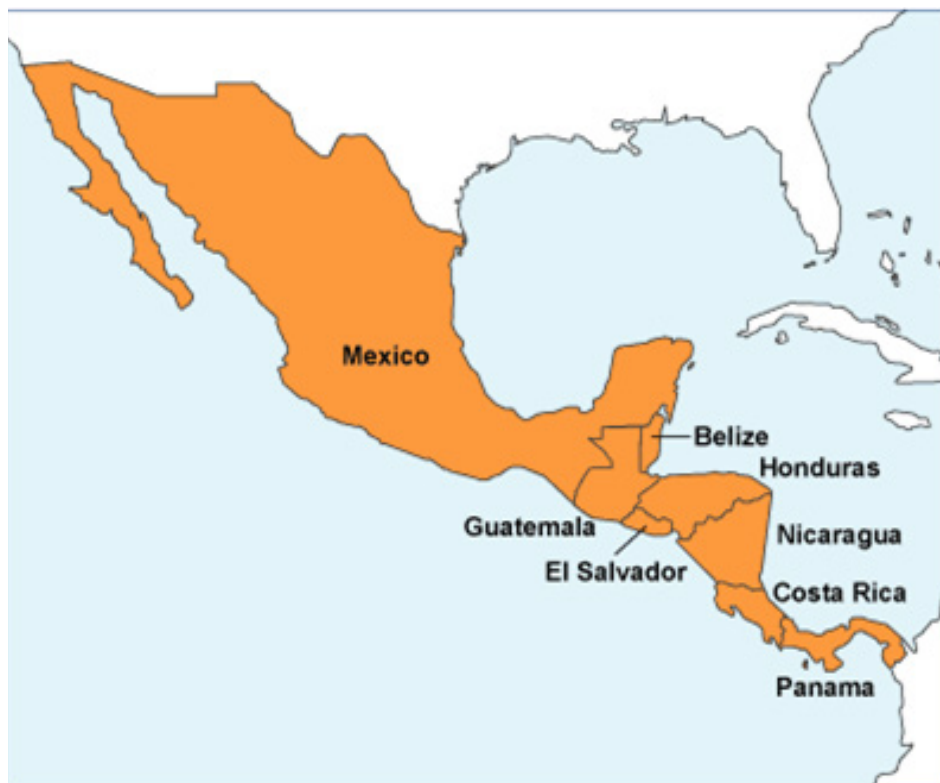 Mexico
Belize
Honduras
Guatemala
Nicaragua
El Salvador
Costa Rica
Panama